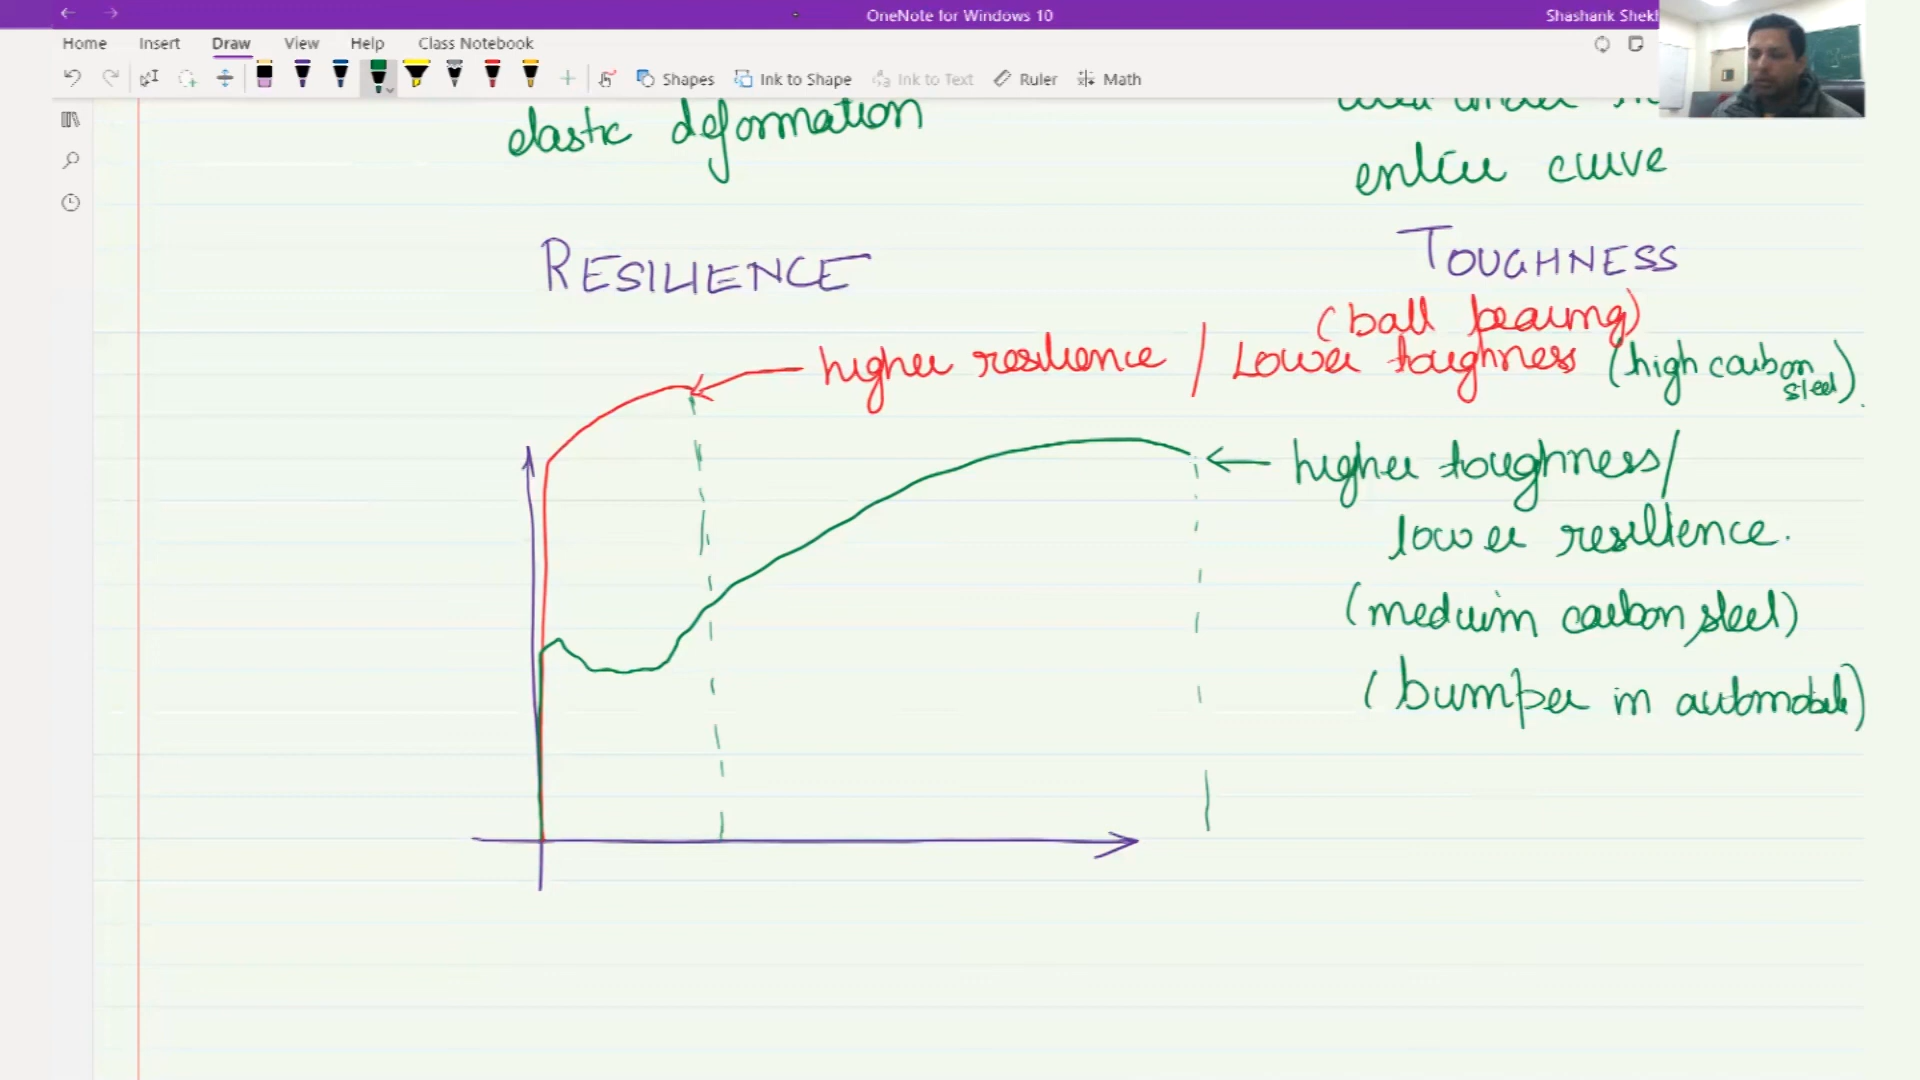 OneNote for Windows 10
Shashank Shekh
Home Insert Draw View Help Class Notebook
Shapes Ink to Shape Ink to Text Ruler Math
elastic deformation
entire curve
RESILIENCE
TOUGHNESS
(ball bearing)
higher resilience / Lower toughness (high carbon
steel).
higher toughness/
lower resilience.
(medium carbon steel)
(bumper in automobile)